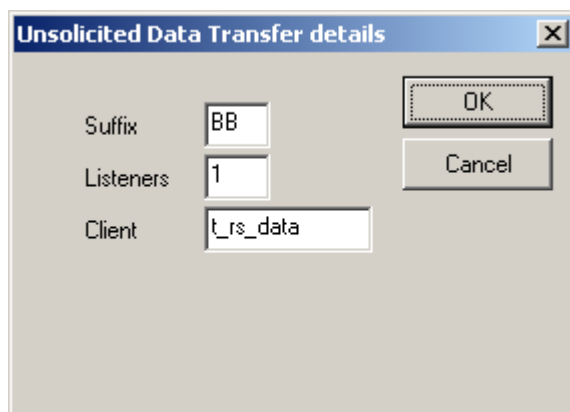 Unsolicited Data Transfer details
Suffix BB OK
Listeners 1 Cancel
Client t_rs_data